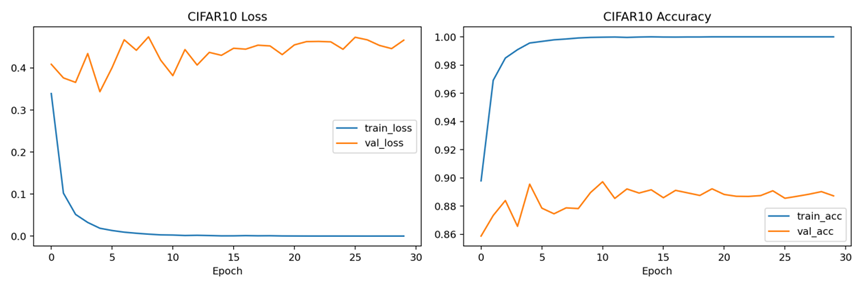 CIFAR10 Loss
0.4
0.3
0.2
0.1
0.0
0 5 10 15 20 25 30
Epoch
train_loss
val_loss
CIFAR10 Accuracy
1.00
0.98
0.96
0.94
0.92
0.90
0.88
0.86
0 5 10 15 20 25 30
Epoch
train_acc
val_acc